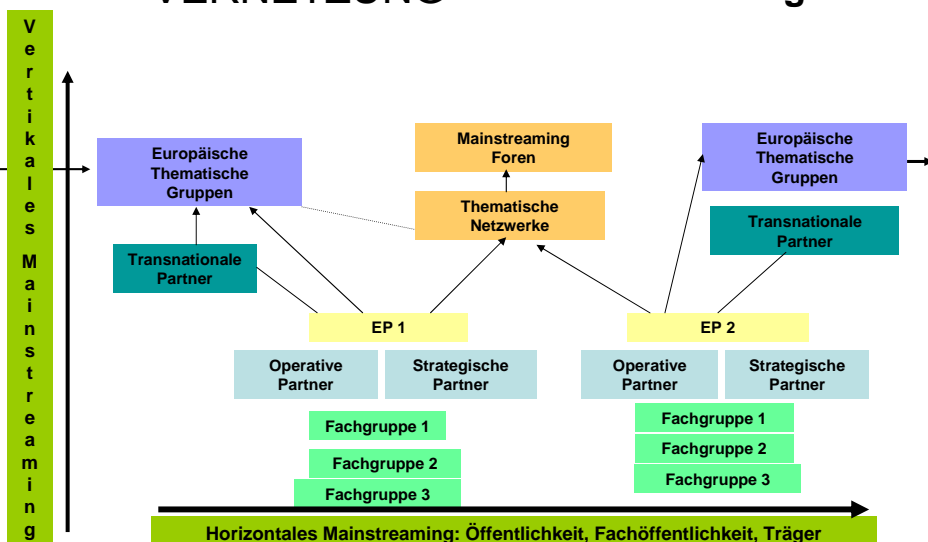 VERNETZUNG
Vertikales Mainstreaming
Europäische
Thematische
Gruppen
Mainstreaming
Foren
Europäische
Thematische
Gruppen
Thematische
Netzwerke
Transnationale
Partner
Transnationale
Partner
EP 1
EP 2
Operative
Partner
Strategische
Partner
Operative
Partner
Strategische
Partner
Fachgruppe 1
Fachgruppe 2
Fachgruppe 3
Fachgruppe 1
Fachgruppe 2
Fachgruppe 3
Horizontales Mainstreaming: Öffentlichkeit, Fachöffentlichkeit, Träger